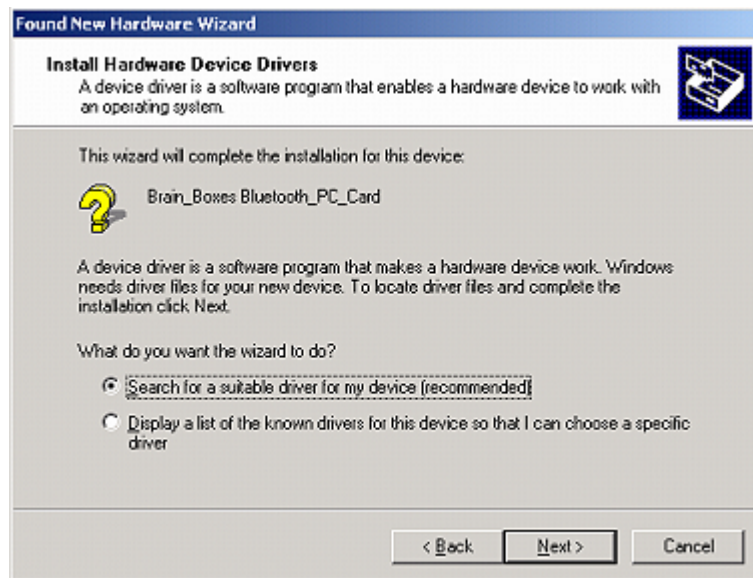 Found New Hardware Wizard
Install Hardware Device Drivers
A device driver is a software program that enables a hardware device to work with
an operating system.
This wizard will complete the installation for this device:
Brain_Boxes Bluetooth_PC_Card
A device driver is a software program that makes a hardware device work. Windows
needs driver files for your new device. To locate driver files and complete the
installation click Next.
What do you want the wizard to do?
Search for a suitable driver for my device (recommended)
Display a list of the known drivers for this device so that I can choose a specific
driver
< Back Next > Cancel